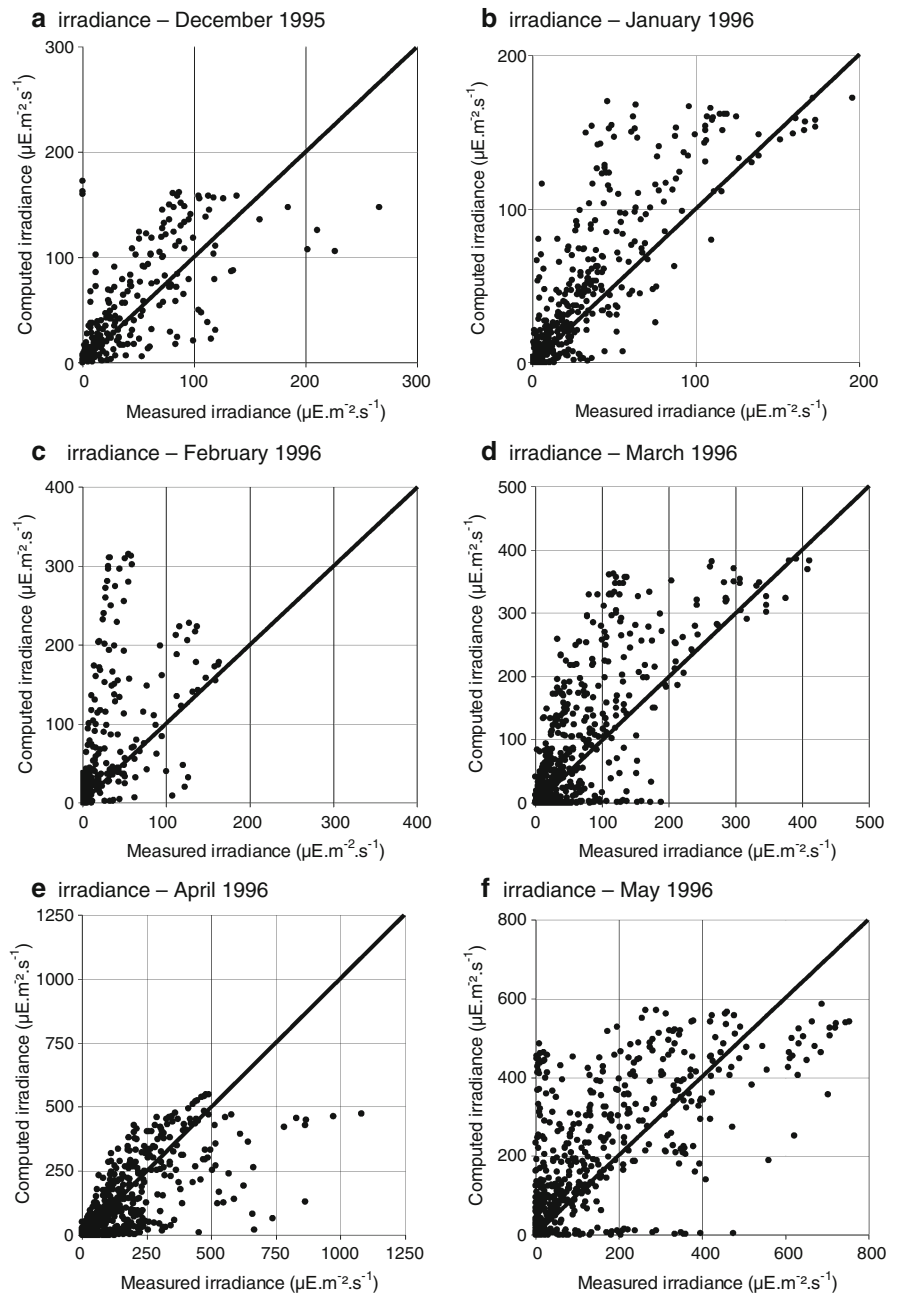 a irradiance – December 1995
300
200
100
0
0 100 200 300
Computed irradiance (µE.m⁻².s⁻¹)
Measured irradiance (µE.m⁻².s⁻¹)
b irradiance – January 1996
200
100
0
0 100 200
Computed irradiance (µE.m⁻².s⁻¹)
Measured irradiance (µE.m⁻².s⁻¹)
c irradiance – February 1996
400
300
200
100
0
0 100 200 300 400
Computed irradiance (µE.m⁻².s⁻¹)
Measured irradiance (µE.m⁻².s⁻¹)
d irradiance – March 1996
500
400
300
200
100
0
0 100 200 300 400 500
Computed irradiance (µE.m⁻².s⁻¹)
Measured irradiance (µE.m⁻².s⁻¹)
e irradiance – April 1996
1250
1000
750
500
250
0
0 250 500 750 1000 1250
Computed irradiance (µE.m⁻².s⁻¹)
Measured irradiance (µE.m⁻².s⁻¹)
f irradiance – May 1996
800
600
400
200
0
0 200 400 600 800
Computed irradiance (µE.m⁻².s⁻¹)
Measured irradiance (µE.m⁻².s⁻¹)